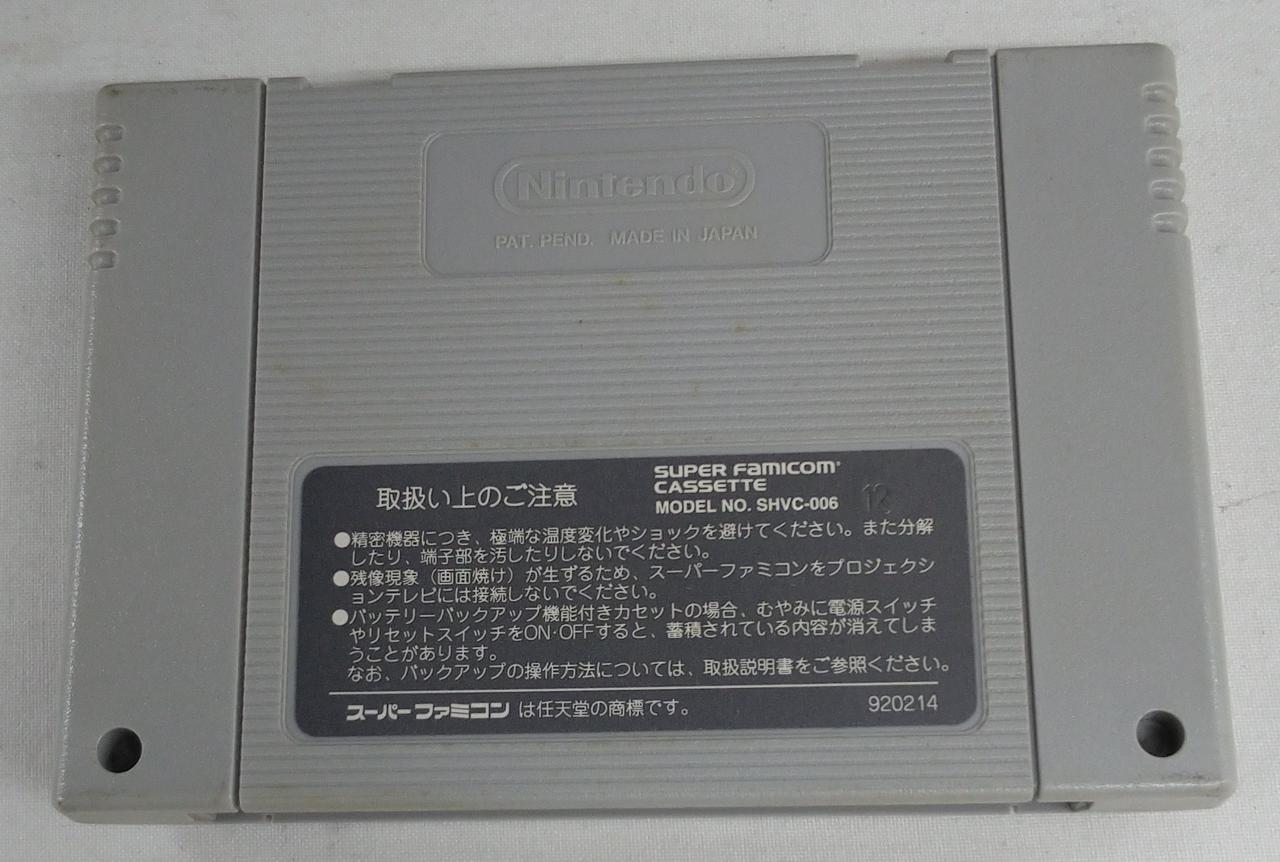 Nintendo
PAT. PEND. MADE IN JAPAN
取扱い上のご注意
SUPER FAMICOM
CASSETTE
MODEL NO. SHVC-006
12
●精密機器につき、極端な温度変化やショックを避けてください。また分解
したり、端子部を汚したりしないでください。
●残像現象（画面焼け）が生ずるため、スーパーファミコンをプロジェクシ
ョンテレビには接続しないでください。
●バッテリーバックアップ機能付きカセットの場合、むやみに電源スイッチ
やリセットスイッチをON·OFFすると、蓄積されている内容が消えてしま
うことがあります。
なお、バックアップの操作方法については、取扱説明書をご参照ください。
スーパーファミコン は任天堂の商標です。
920214